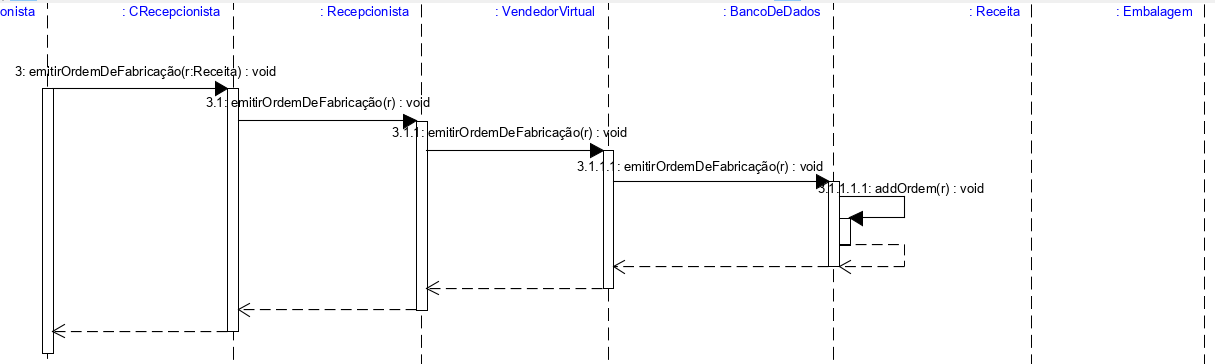 onista : CRecepcionista : Recepcionista : VendedorVirtual : BancoDeDados : Receita : Embalagem
3: emitirOrdemDeFabricação(r:Receita) : void
3.1: emitirOrdemDeFabricação(r) : void
3.1.1: emitirOrdemDeFabricação(r) : void
3.1.1.1: emitirOrdemDeFabricação(r) : void
3.1.1.1.1: addOrdem(r) : void